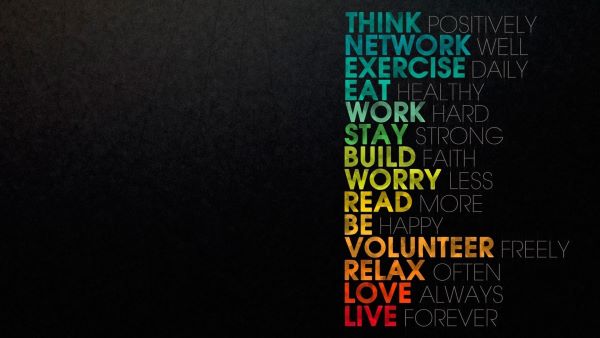 THINK POSITIVELY
NETWORK WELL
EXERCISE DAILY
EAT HEALTHY
WORK HARD
STAY STRONG
BUILD FAITH
WORRY LESS
READ MORE
BE HAPPY
VOLUNTEER FREELY
RELAX OFTEN
LOVE ALWAYS
LIVE FOREVER